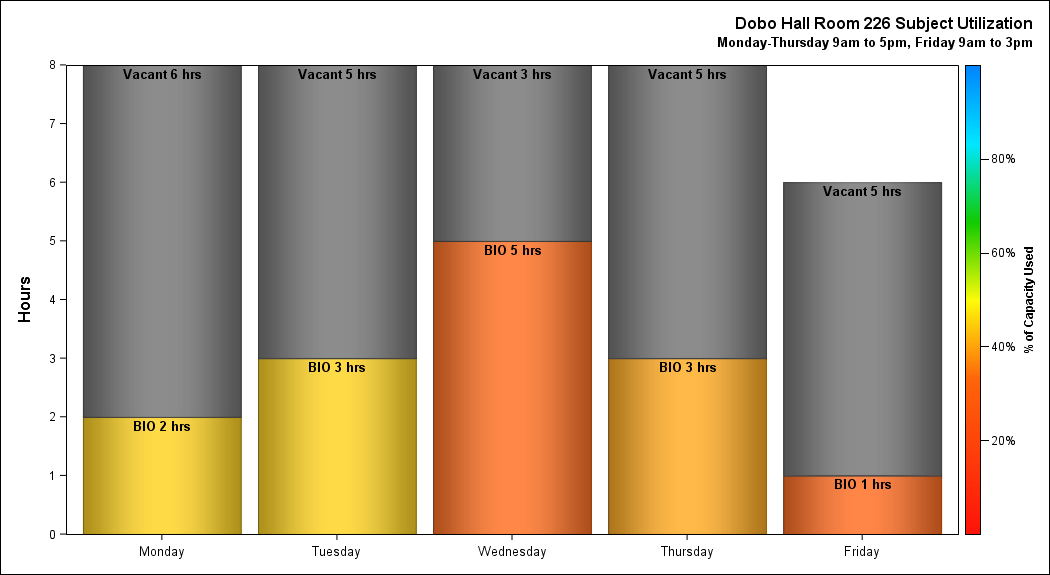 Dobo Hall Room 226 Subject Utilization
Monday-Thursday 9am to 5pm, Friday 9am to 3pm
8
7
6
5
4
3
2
1
0
Hours
Vacant 6 hrs
BIO 2 hrs
Vacant 5 hrs
BIO 3 hrs
Vacant 3 hrs
BIO 5 hrs
Vacant 5 hrs
BIO 3 hrs
Vacant 5 hrs
BIO 1 hrs
Monday
Tuesday
Wednesday
Thursday
Friday
80%
60%
40%
20%
% of Capacity Used